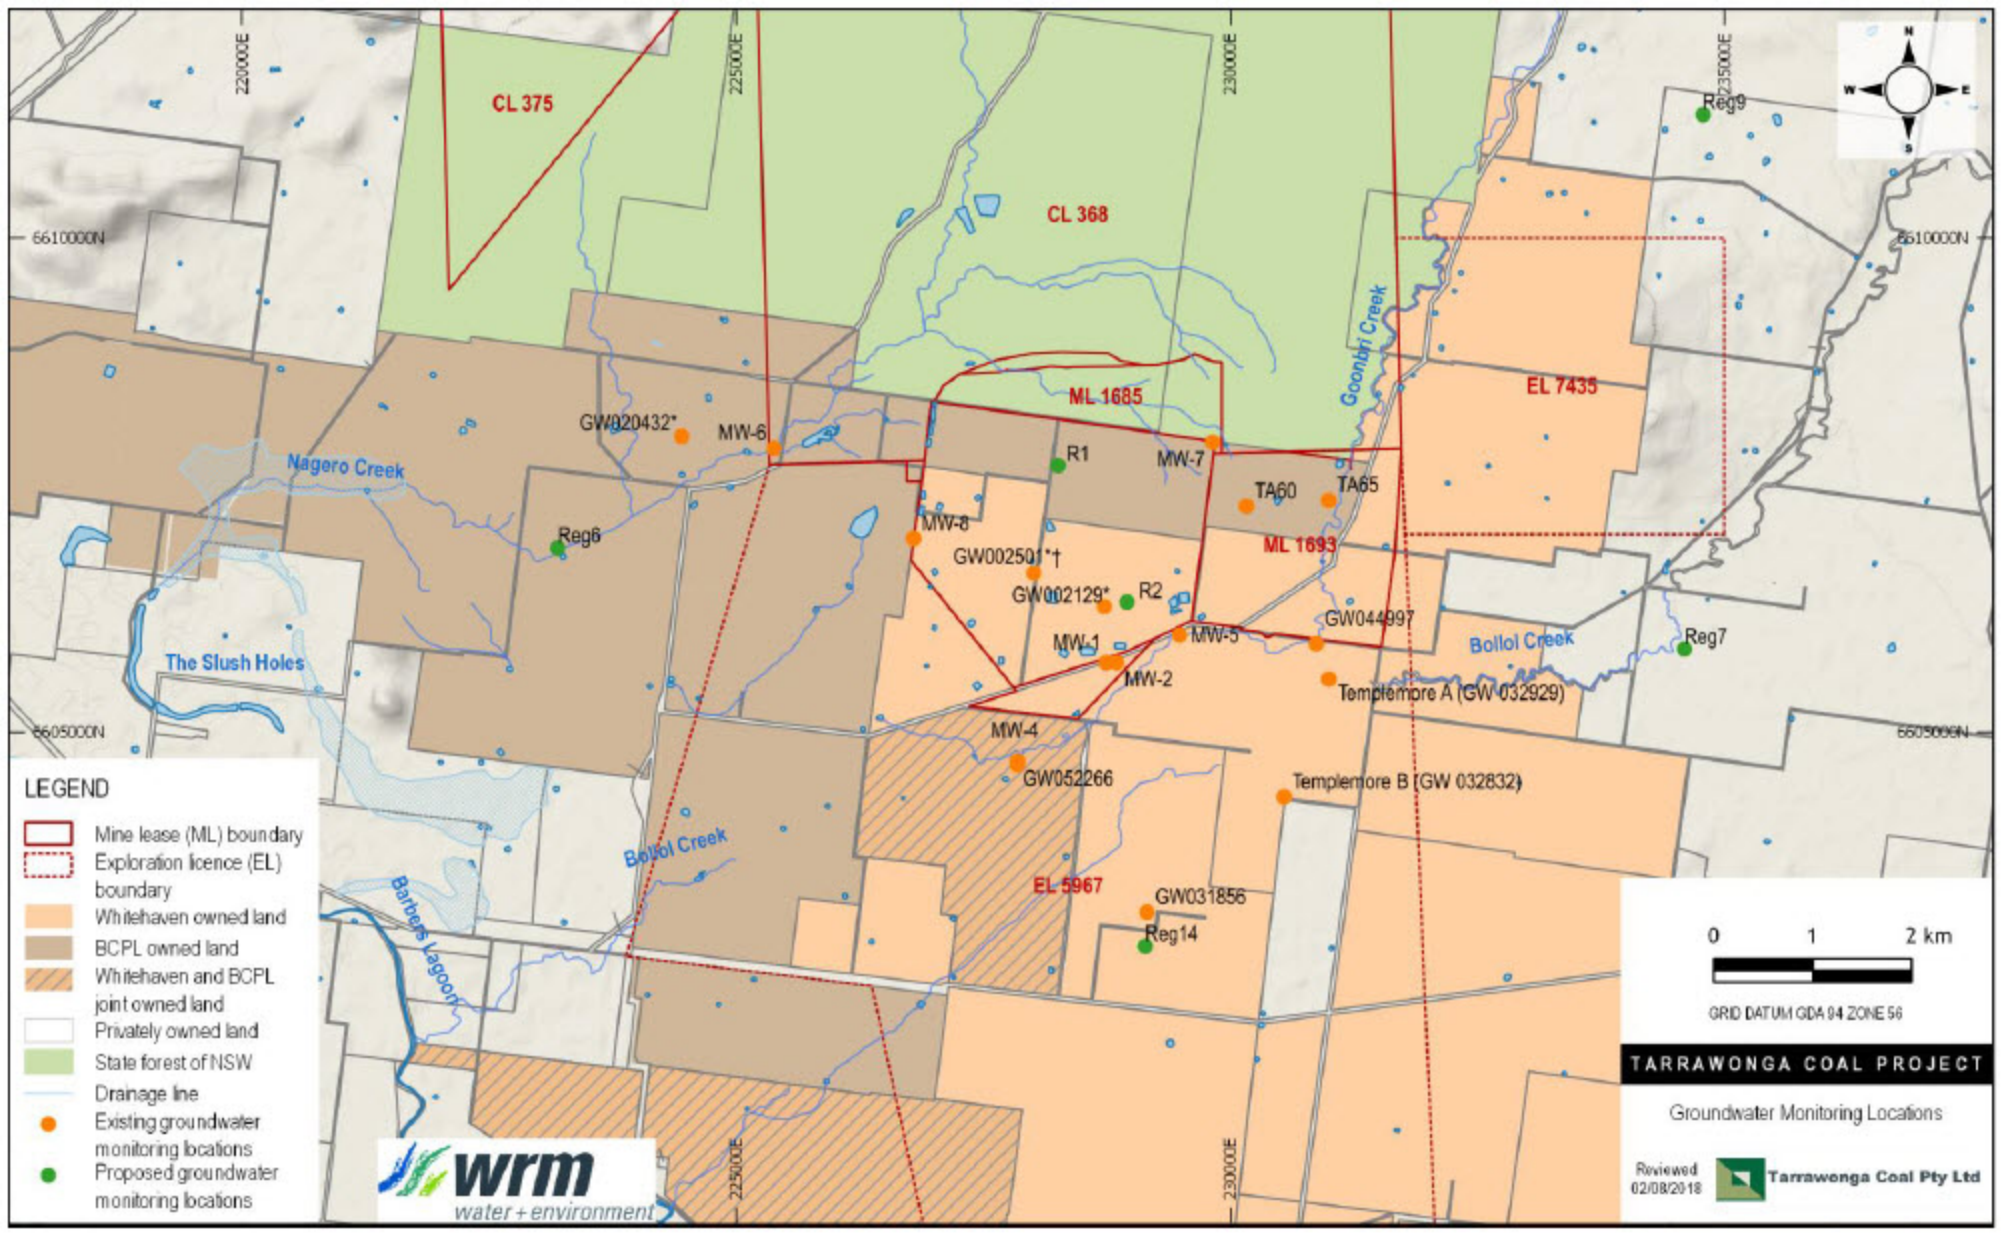 220000E
225000E
230000E
235000E
N
W
E
S
CL 375
Reg9
CL 368
6610000N
6610000N
Goonbri Creek
EL 7435
ML 1685
GW020432*
MW-6
R1
MW-7
Nagero Creek
TA60
TA65
MW-8
Reg6
ML 1693
GW002501*†
GW002129*
R2
GW044997
MW-5
MW-1
Bollol Creek
Reg7
The Slush Holes
MW-2
Templemore A (GW 032929)
6605000N
6605000N
MW-4
GW052266
Templemore B (GW 032832)
Bollol Creek
EL 5967
GW031856
Reg14
Barbers Lagoon
LEGEND
Mine lease (ML) boundary
Exploration licence (EL)
boundary
Whitehaven owned land
BCPL owned land
Whitehaven and BCPL
joint owned land
Privately owned land
State forest of NSW
Drainage line
Existing groundwater
monitoring locations
Proposed groundwater
monitoring locations
wrm
water + environment
225000E
230000E
0 1 2 km
GRID DATUM GDA 94 ZONE 56
TARRAWONGA COAL PROJECT
Groundwater Monitoring Locations
Reviewed
02/08/2018
Tarrawonga Coal Pty Ltd